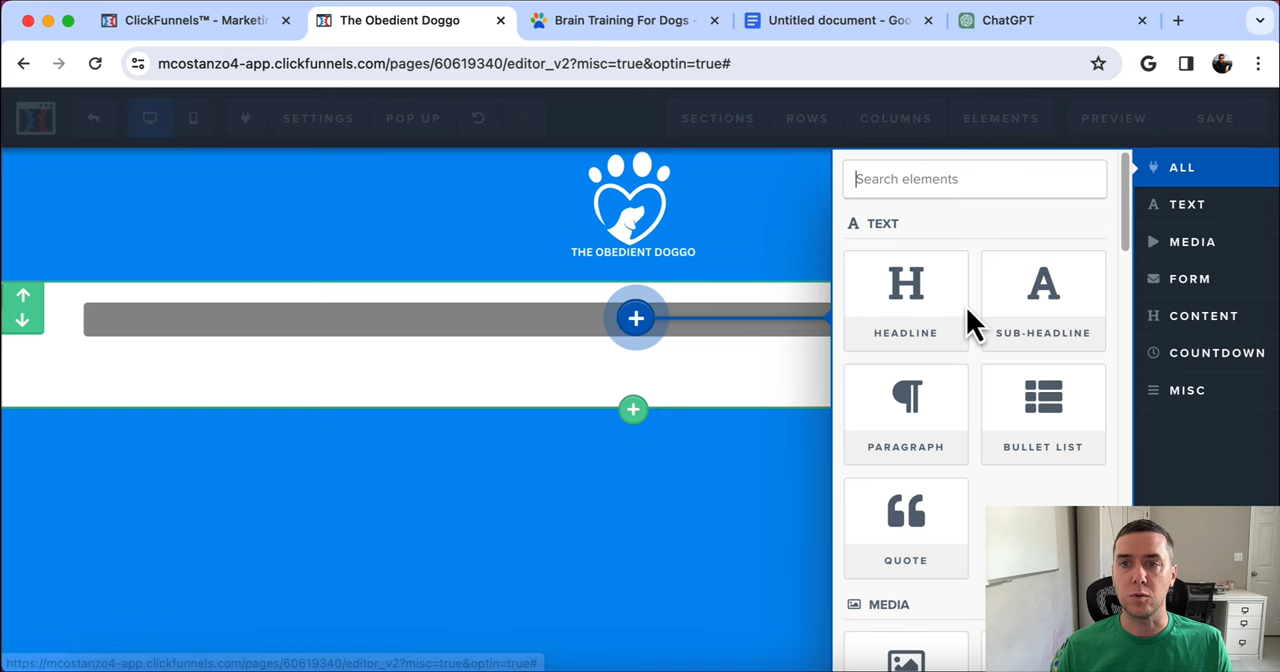 ClickFunnels™ - Marketi
The Obedient Doggo
Brain Training For Dogs -
Untitled document - Goo
ChatGPT
mcostanzo4-app.clickfunnels.com/pages/60619340/editor_v2?misc=true&optin=true#
SETTINGS
POP UP
SECTIONS
ROWS
COLUMNS
ELEMENTS
PREVIEW
SAVE
THE OBEDIENT DOGGO
Search elements
TEXT
HEADLINE
SUB-HEADLINE
PARAGRAPH
BULLET LIST
QUOTE
MEDIA
ALL
TEXT
MEDIA
FORM
CONTENT
COUNTDOWN
MISC
https://mcostanzo4-app.clickfunnels.com/pages/60619340/editor_v2?misc=true&optin=true#